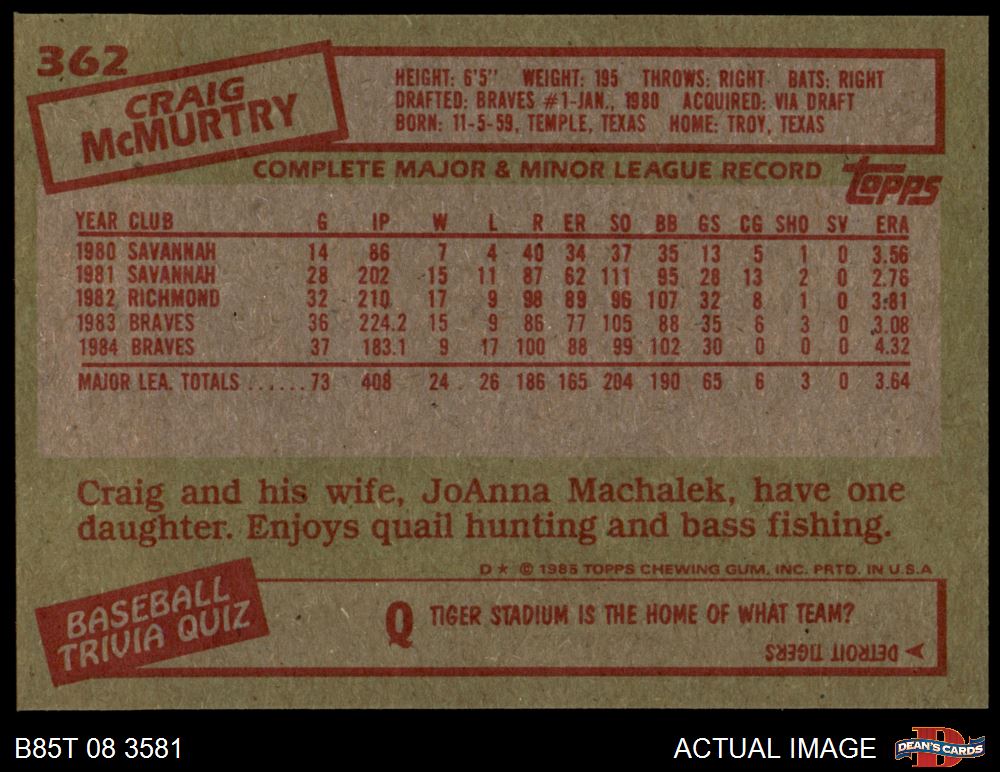 362
CRAIG
McMURTRY
HEIGHT: 6'5" WEIGHT: 195 THROWS: RIGHT BATS: RIGHT
DRAFTED: BRAVES #1-JAN., 1980 ACQUIRED: VIA DRAFT
BORN: 11-5-59, TEMPLE, TEXAS HOME: TROY, TEXAS
COMPLETE MAJOR & MINOR LEAGUE RECORD
Topps
YEAR CLUB G IP W L R ER SO BB GS CG SHO SV ERA
1980 SAVANNAH 14 86 7 4 40 34 37 35 13 5 1 0 3.56
1981 SAVANNAH 28 202 15 11 87 62 111 95 28 13 2 0 2.76
1982 RICHMOND 32 210 17 9 98 89 96 107 32 8 1 0 3.81
1983 BRAVES 36 224.2 15 9 86 77 105 88 35 6 3 0 3.08
1984 BRAVES 37 183.1 9 17 100 88 99 102 30 0 0 0 4.32
MAJOR LEA. TOTALS ...... 73 408 24 26 186 165 204 190 65 6 3 0 3.64
Craig and his wife, JoAnna Machalek, have one
daughter. Enjoys quail hunting and bass fishing.
D★ © 1985 TOPPS CHEWING GUM, INC. PRTD. IN U.S.A
BASEBALL
TRIVIA QUIZ
Q TIGER STADIUM IS THE HOME OF WHAT TEAM?
DETROIT TIGERS
B85T 08 3581
ACTUAL IMAGE
D
DEAN'S CARDS